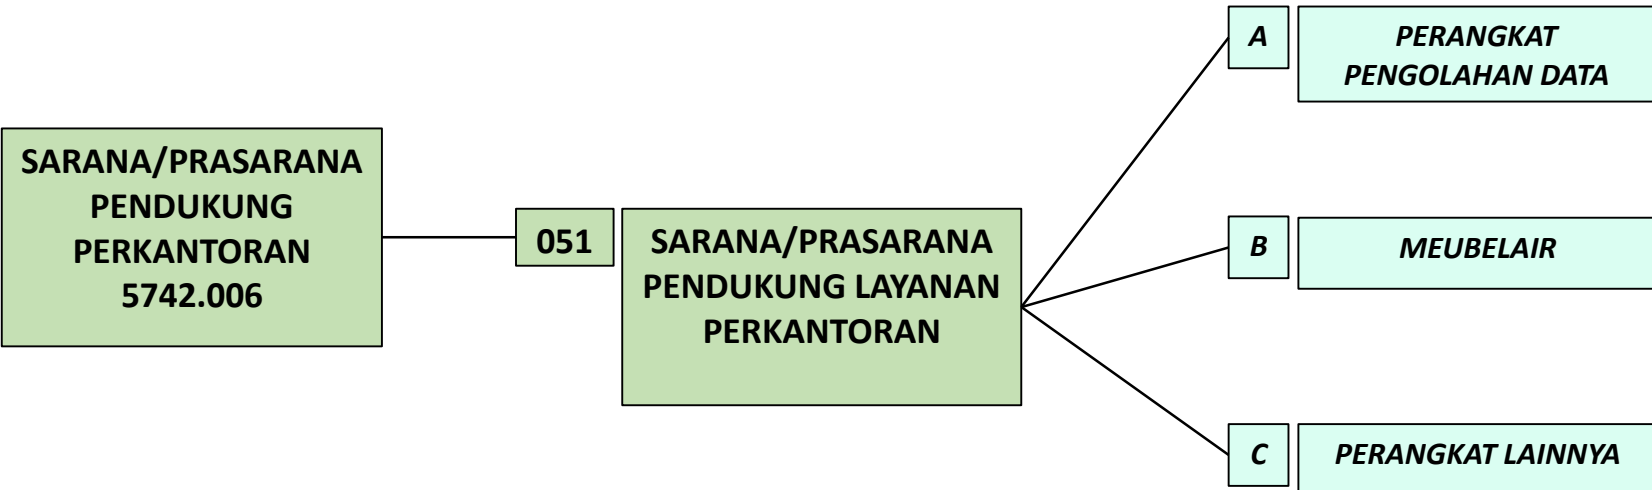 SARANA/PRASARANA
PENDUKUNG
PERKANTORAN
5742.006
051
SARANA/PRASARANA
PENDUKUNG LAYANAN
PERKANTORAN
A
PERANGKAT
PENGOLAHAN DATA
B
MEUBELAIR
C
PERANGKAT LAINNYA